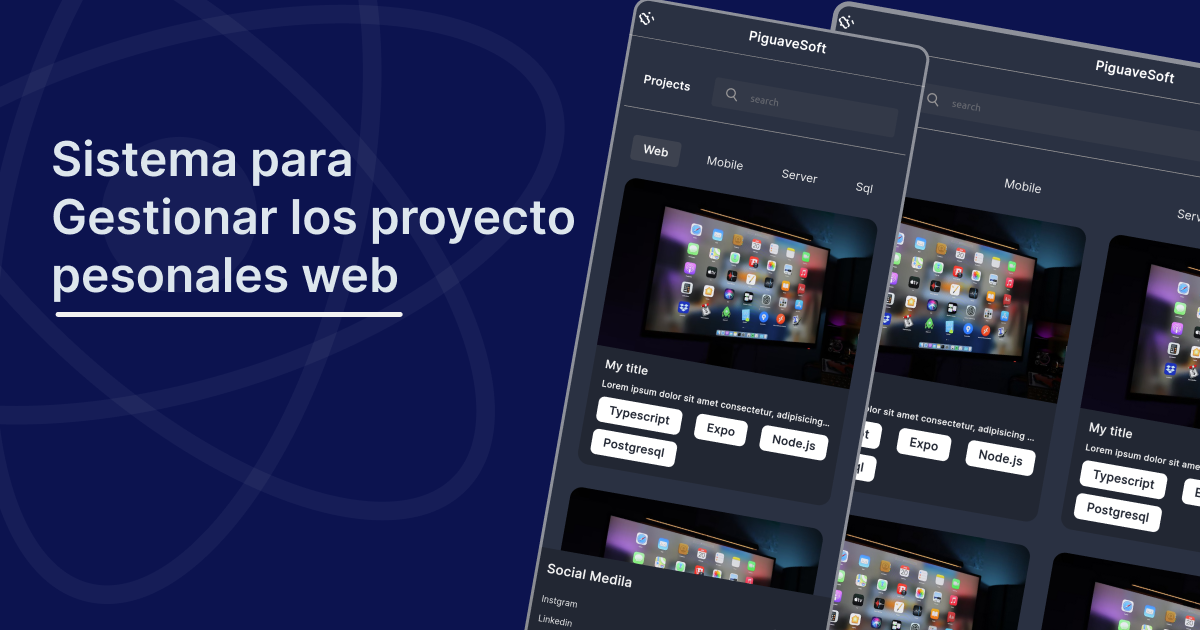 Sistema para
Gestionar los proyecto
pesonales web
PiguaveSoft
Projects
search
Web
Mobile
Server
Sql
My title
Lorem ipsum dolor sit amet consectetur, adipisicing...
Typescript
Expo
Node.js
Postgresql
Social Medila
Instgram
Linkedin
PiguaveSoft
search
Mobile
Serv
olor sit amet consectetur, adipisicing ...
Expo
Node.js
My title
Lorem ipsum dolor sit ame
Typescript
Postgresql